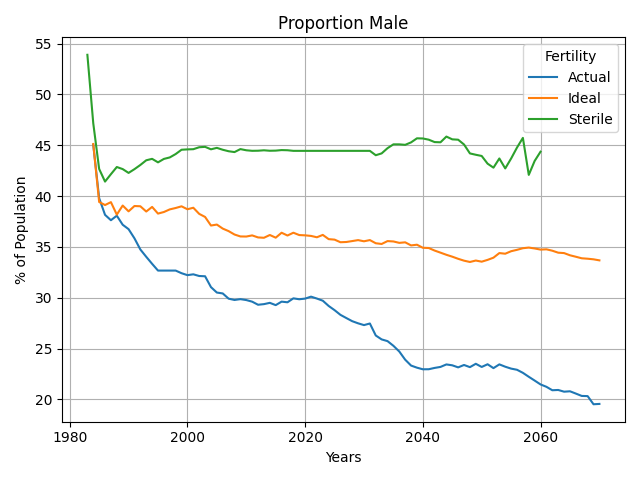 Proportion Male
% of Population
55
50
45
40
35
30
25
20
Fertility
Actual
Ideal
Sterile
1980
2000
2020
2040
2060
Years